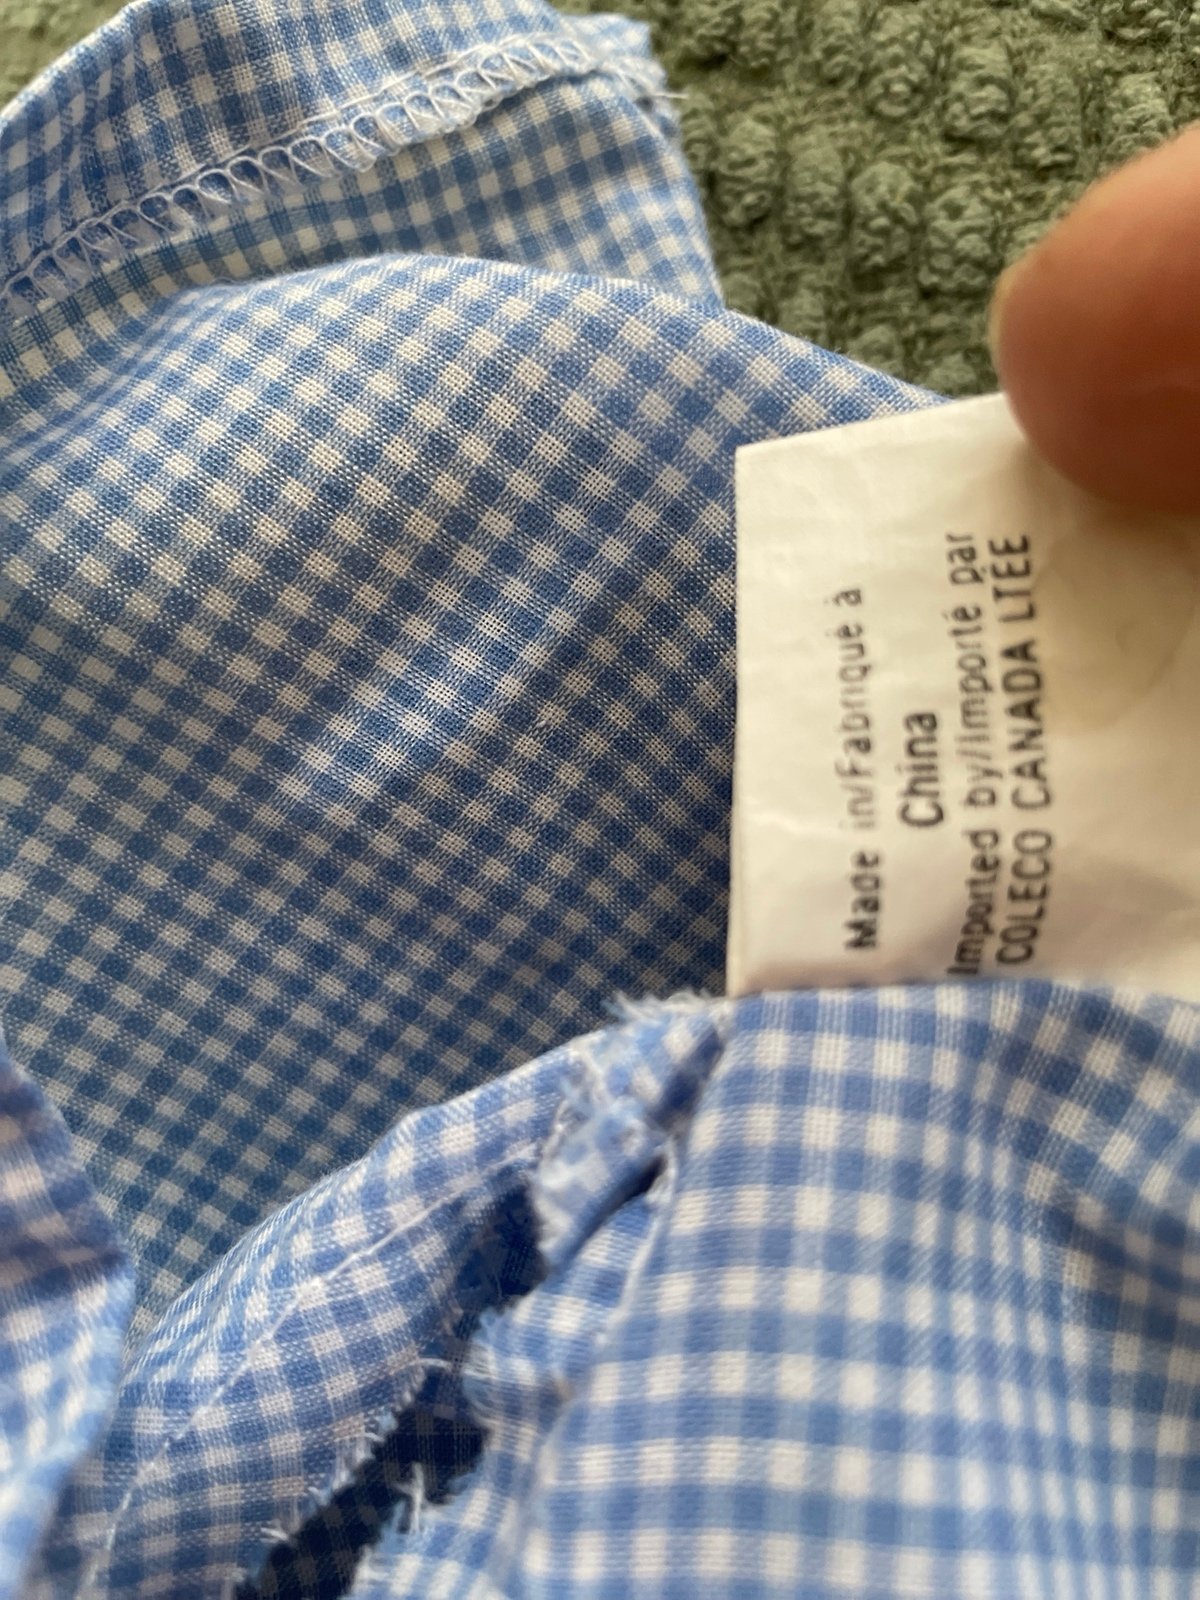 Made in/Fabriqué à
China
Imported by/Importé par
COLECO CANADA LTEE